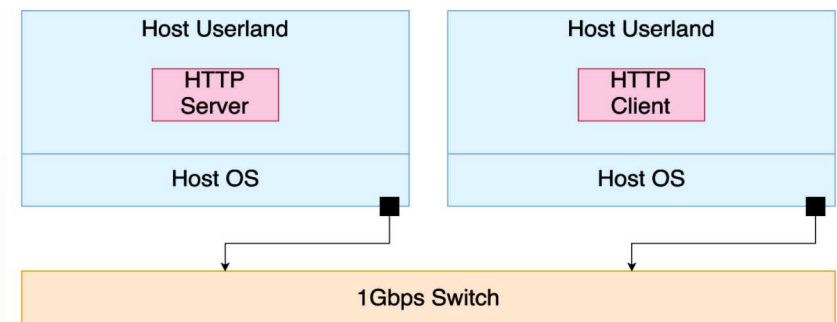 Host Userland
HTTP
Server
Host OS
Host Userland
HTTP
Client
Host OS
1Gbps Switch